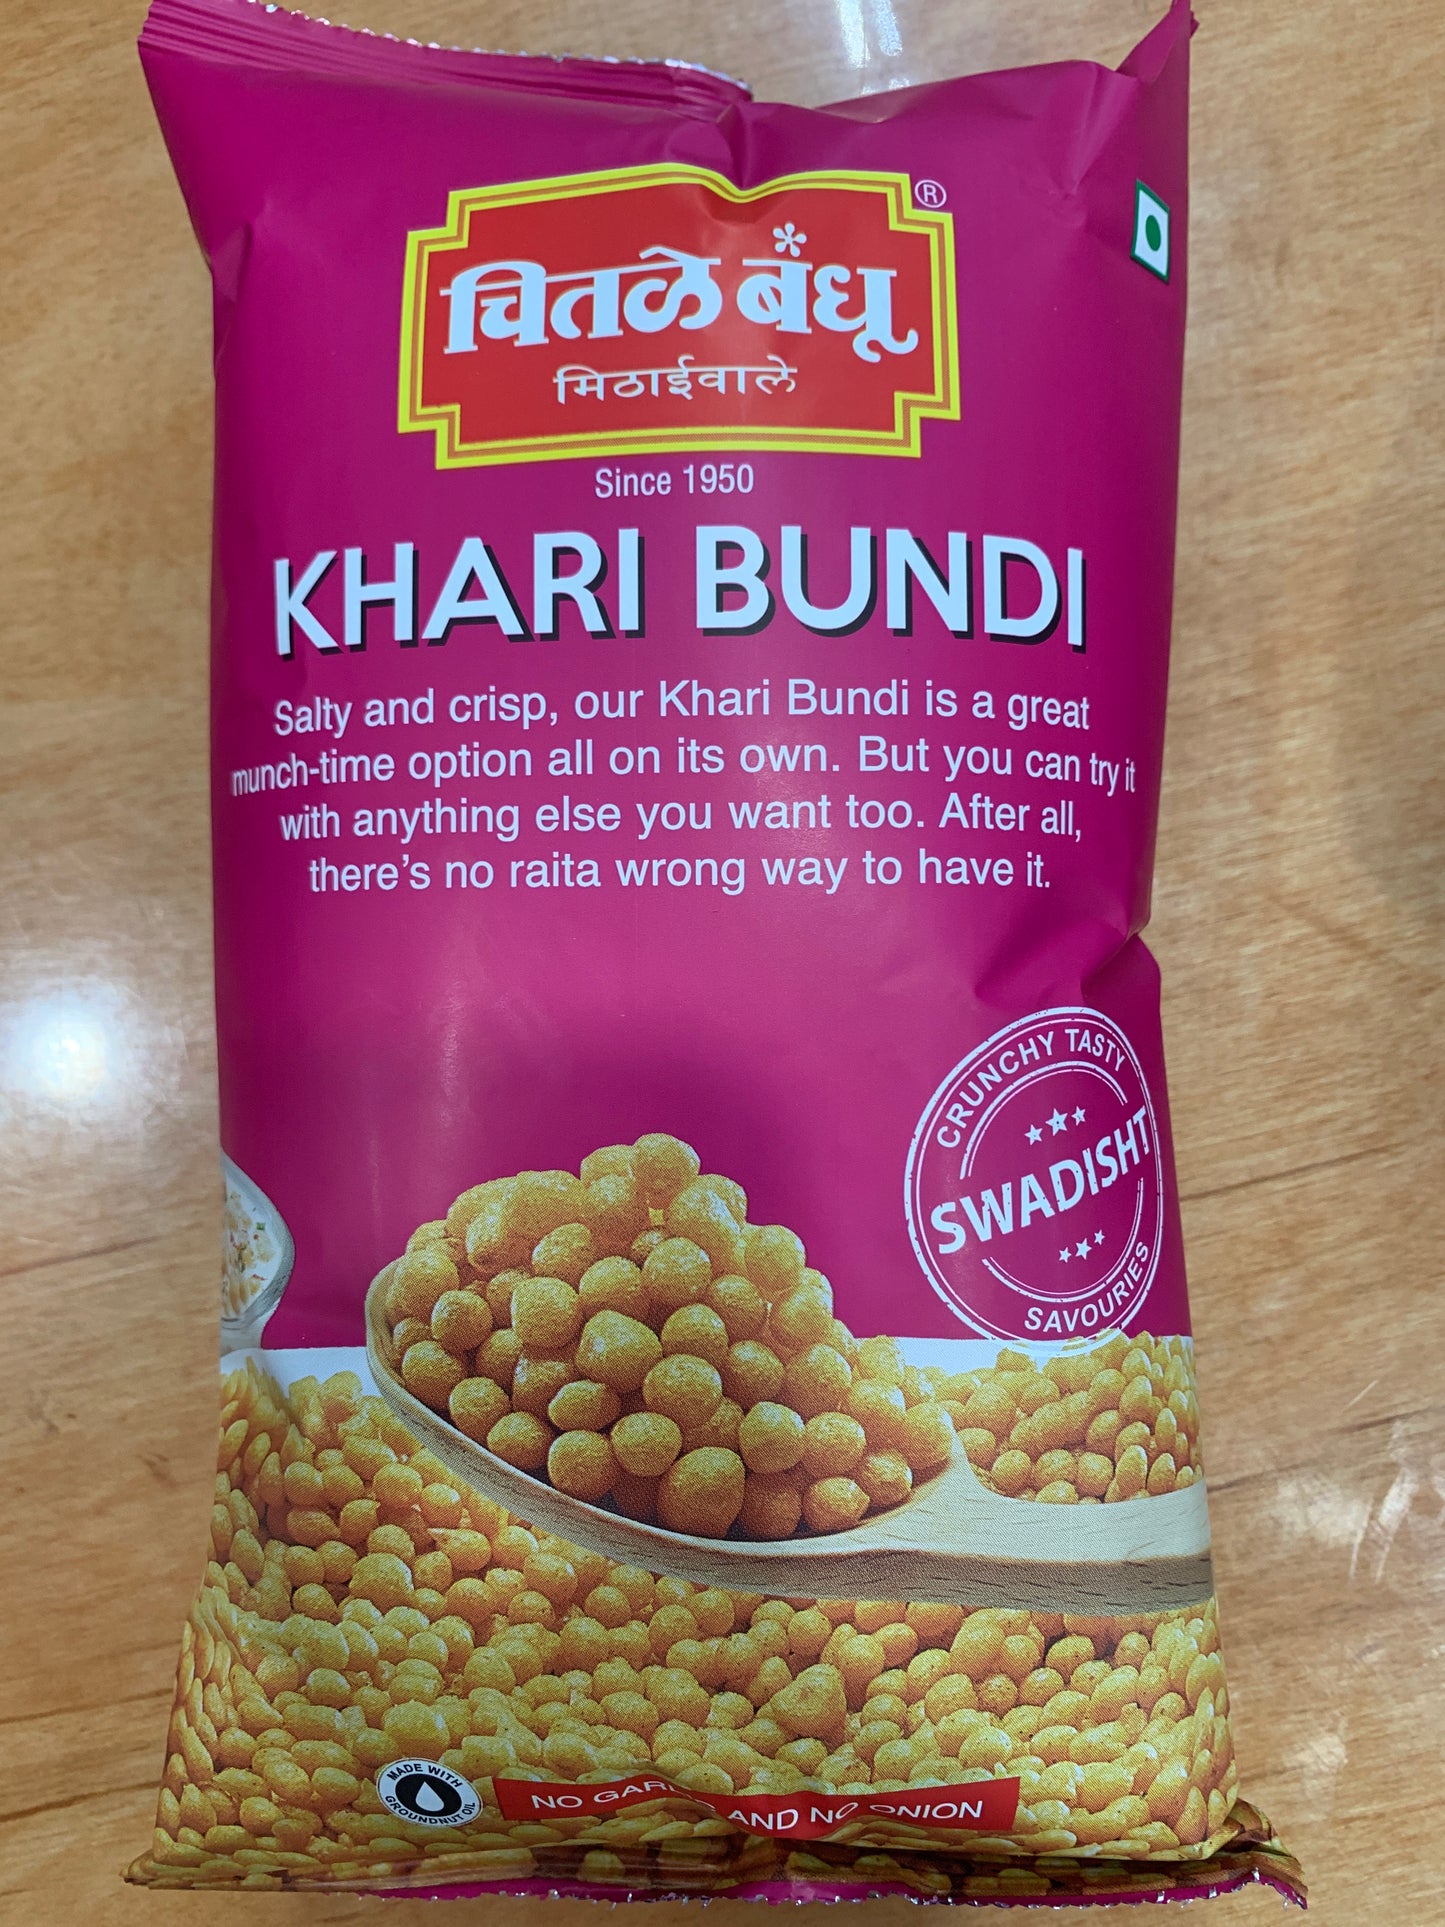 चितळे बंधू
®
मिठाईवाले
Since 1950
KHARI BUNDI
Salty and crisp, our Khari Bundi is a great
munch-time option all on its own. But you can try it
with anything else you want too. After all,
there's no raita wrong way to have it.
CRUNCHY TASTY
SWADISHT
SAVOURIES
MADE WITH
GROUNDNUT OIL
NO GARLIC AND NO ONION